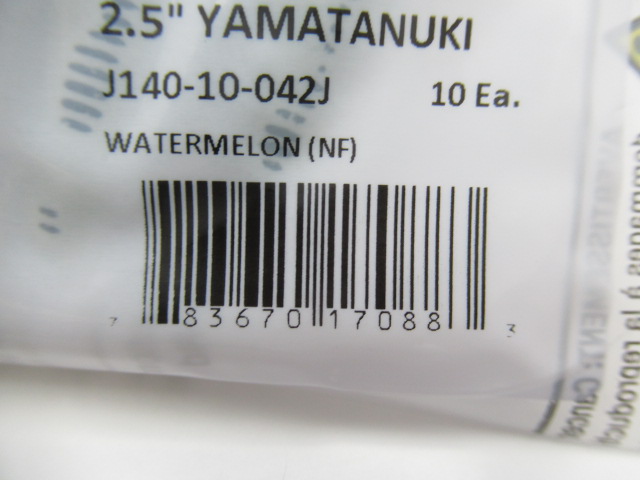 2.5" YAMATANUKI
J140-10-042J 10 Ea.
WATERMELON (NF)
7 83670 17088 3